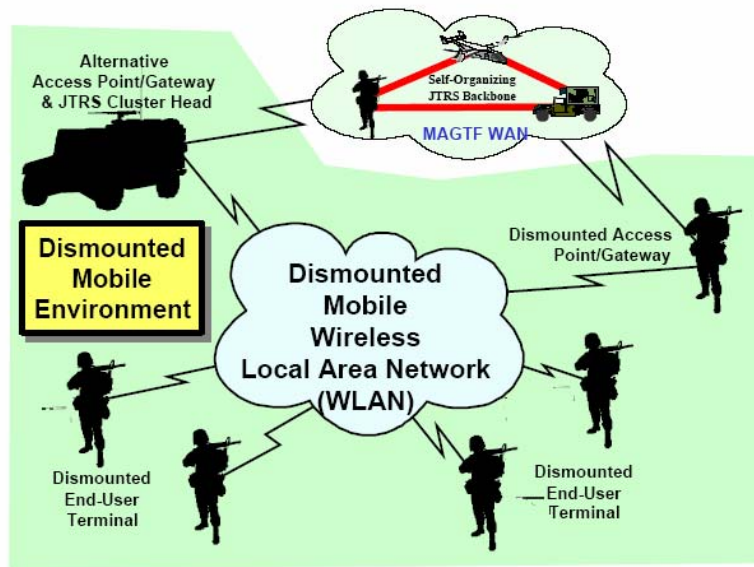 Alternative
Access Point/Gateway
& JTRS Cluster Head
Self-Organizing
JTRS Backbone
MAGTF WAN
Dismounted
Mobile
Environment
Dismounted Access
Point/Gateway
Dismounted
Mobile
Wireless
Local Area Network
(WLAN)
Dismounted
End-User
Terminal
Dismounted
End-User
Terminal